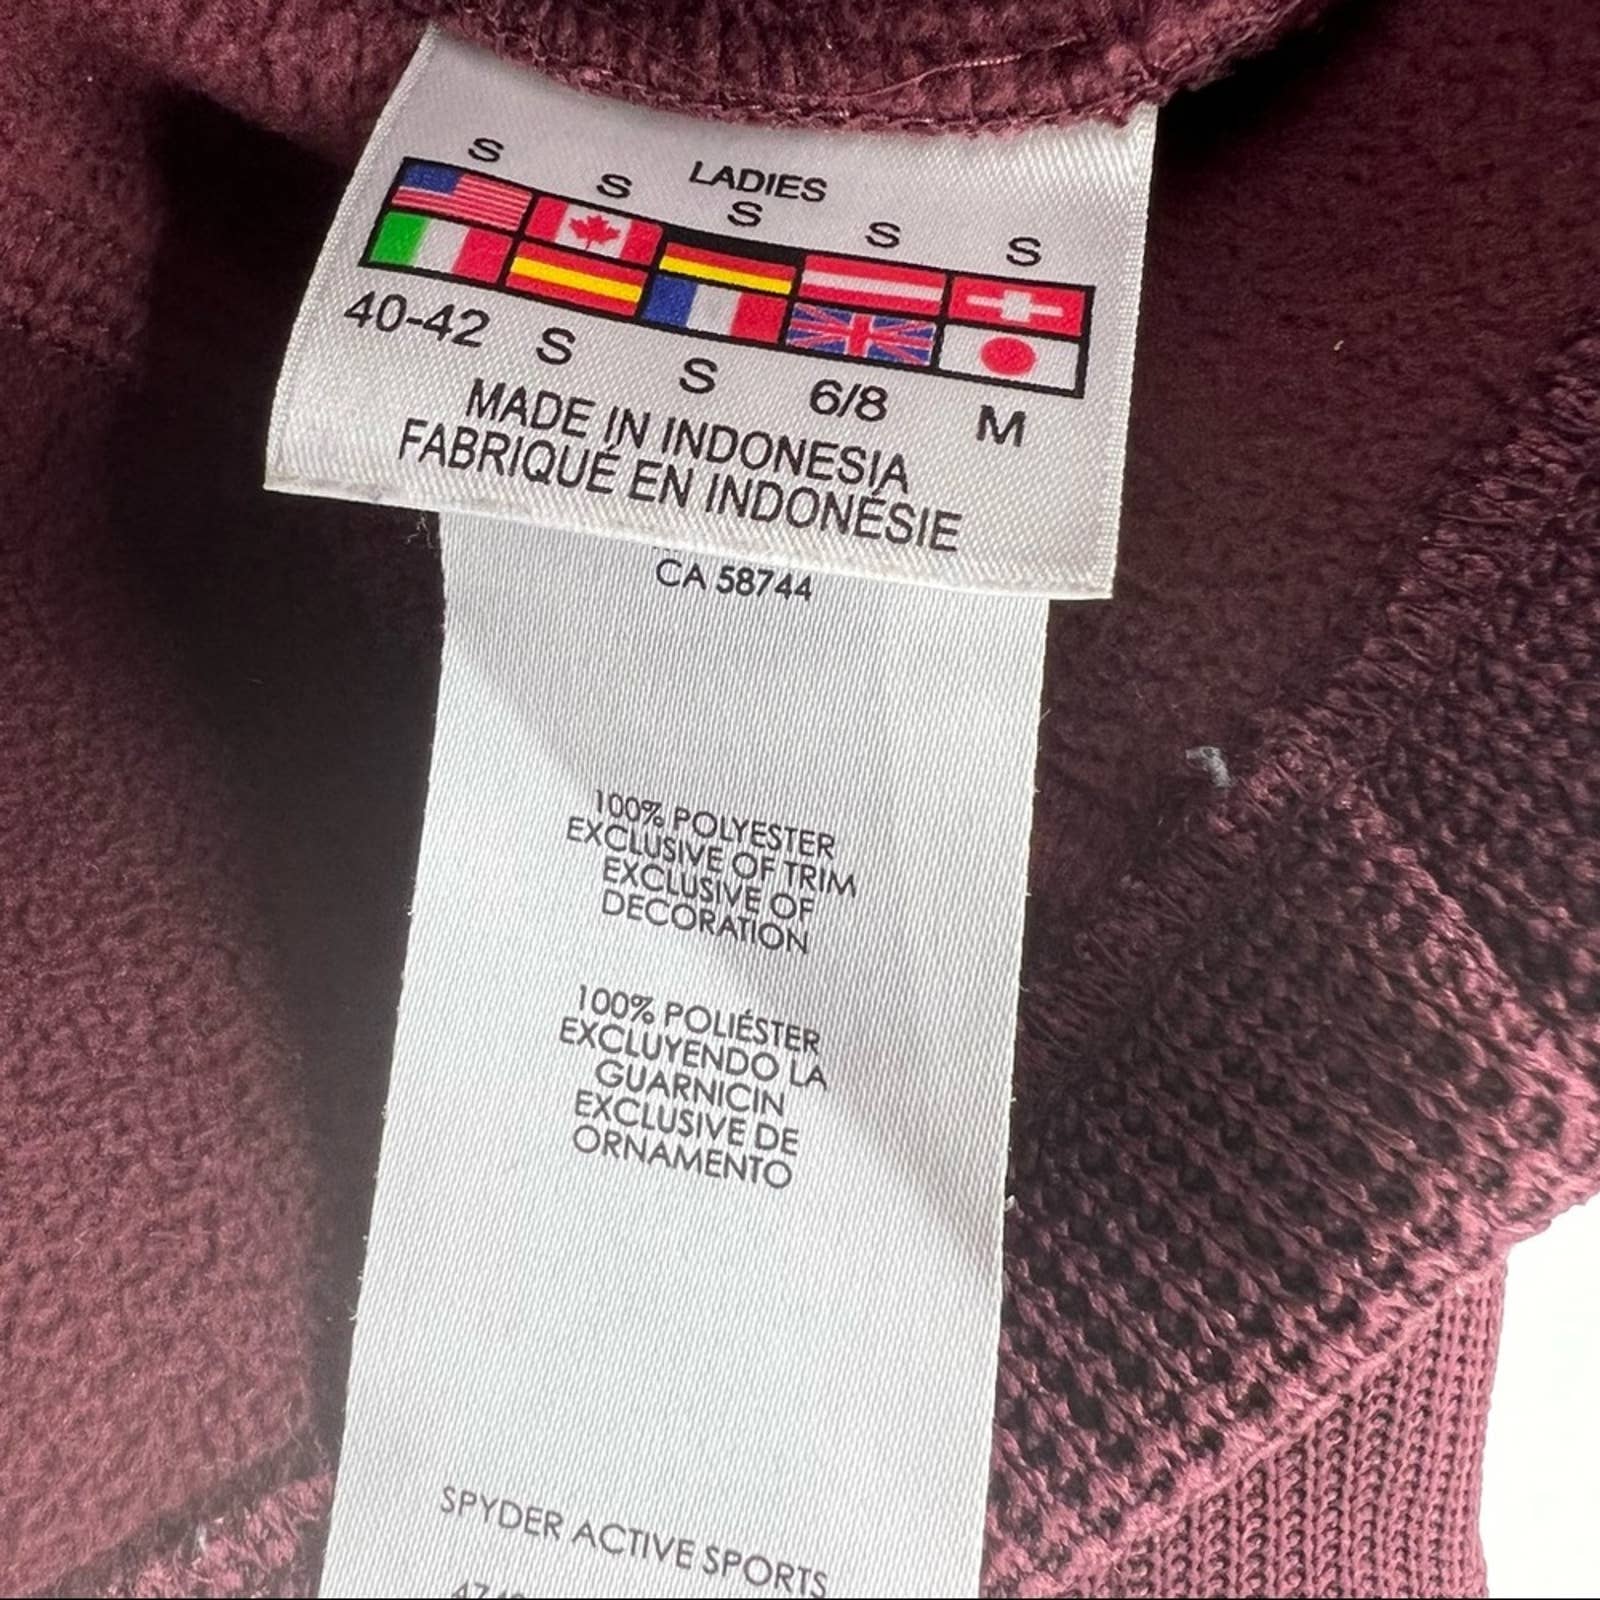 LADIES
S S S S S
40-42 S S 6/8 M
MADE IN INDONESIA
FABRIQUÉ EN INDONÉSIE
CA 58744
100% POLYESTER
EXCLUSIVE OF TRIM
EXCLUSIVE OF
DECORATION
100% POLIÉSTER
EXCLUYENDO LA
GUARNICIN
EXCLUSIVE DE
ORNAMENTO
SPYDER ACTIVE SPORTS